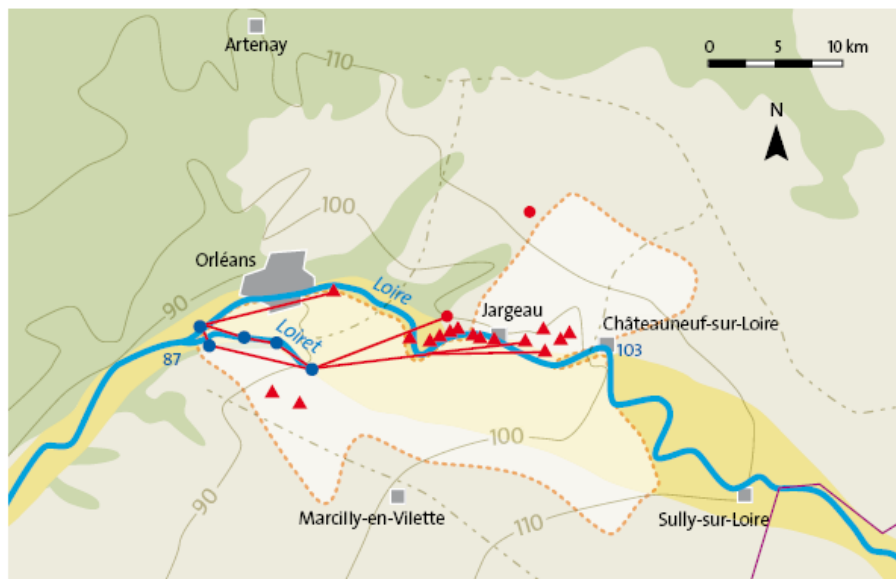 Artenay
110
0 5 10 km
N
100
Orléans
90
Loire
Loiret
Jargeau
Châteauneuf-sur-Loire
87
103
100
90
110
Marcilly-en-Vilette
Sully-sur-Loire